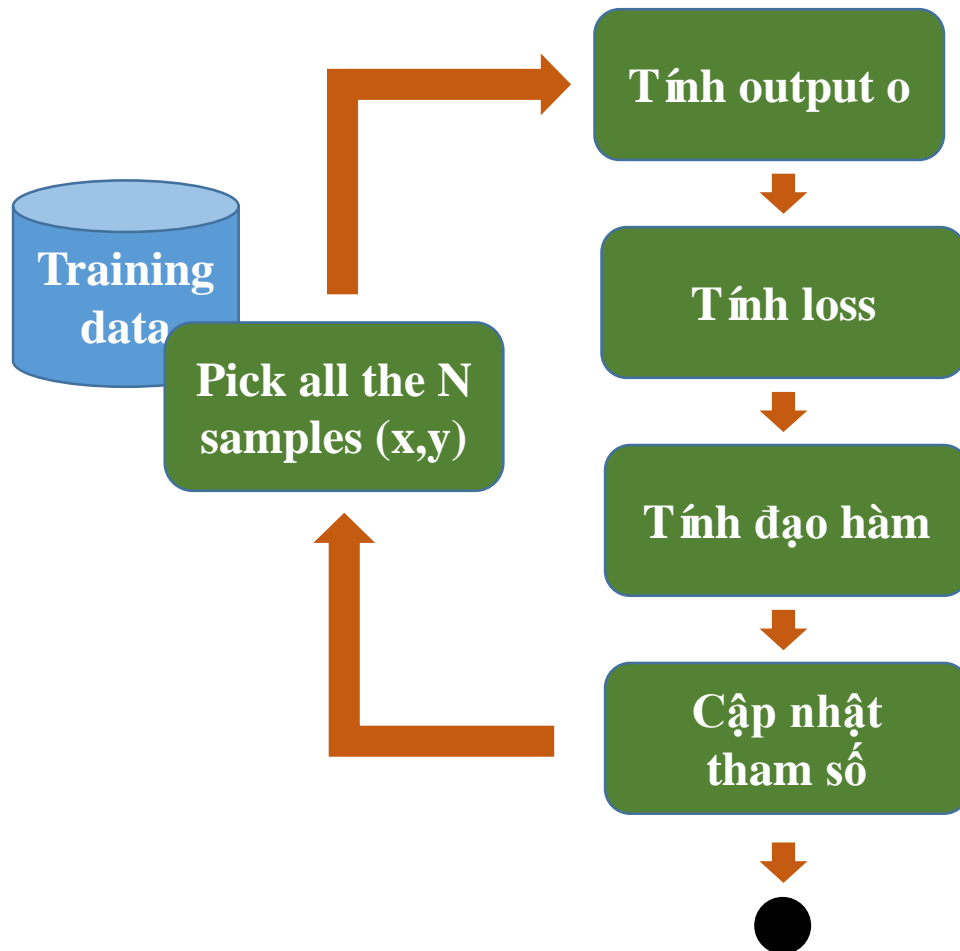 Tính output o
Training
data
Tính loss
Pick all the N
samples (x,y)
Tính đạo hàm
Cập nhật
tham số